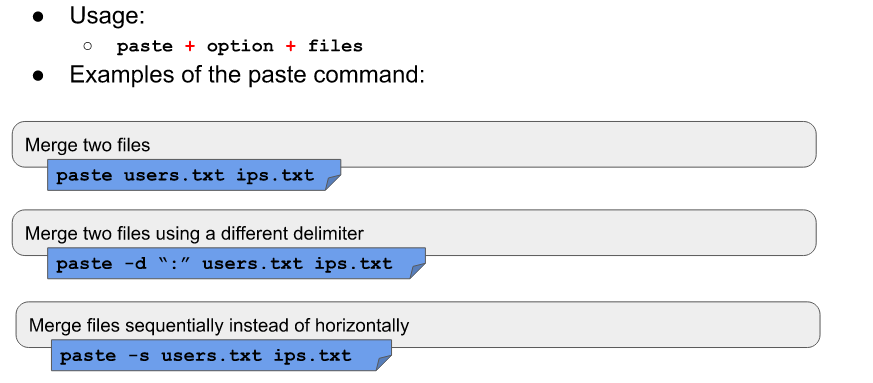 ● Usage:
○ paste + option + files
● Examples of the paste command:
Merge two files
paste users.txt ips.txt
Merge two files using a different delimiter
paste -d “:” users.txt ips.txt
Merge files sequentially instead of horizontally
paste -s users.txt ips.txt